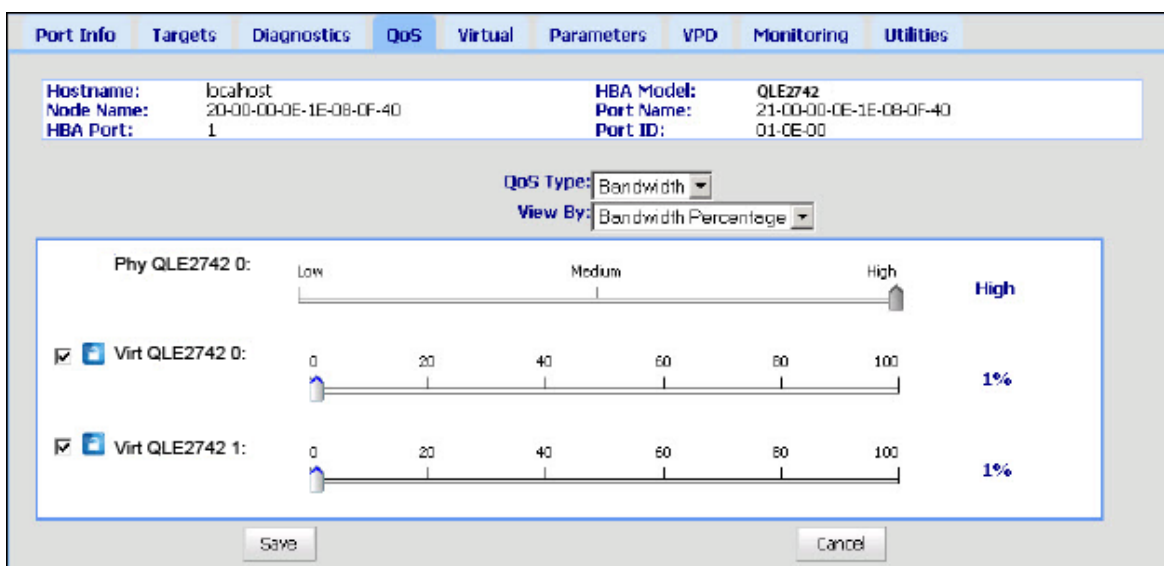 Port Info Targets Diagnostics QoS Virtual Parameters VPD Monitoring Utilities
Hostname: localhost HBA Model: QLE2742
Node Name: 20-00-00-0E-1E-08-0F-40 Port Name: 21-00-00-0E-1E-08-0F-40
HBA Port: 1 Port ID: 01-0E-00
QoS Type: Bandwidth
View By: Bandwidth Percentage
Phy QLE2742 0: Low Medium High High
Virt QLE2742 0: 0 20 40 60 80 100 1%
Virt QLE2742 1: 0 20 40 60 80 100 1%
Save Cancel